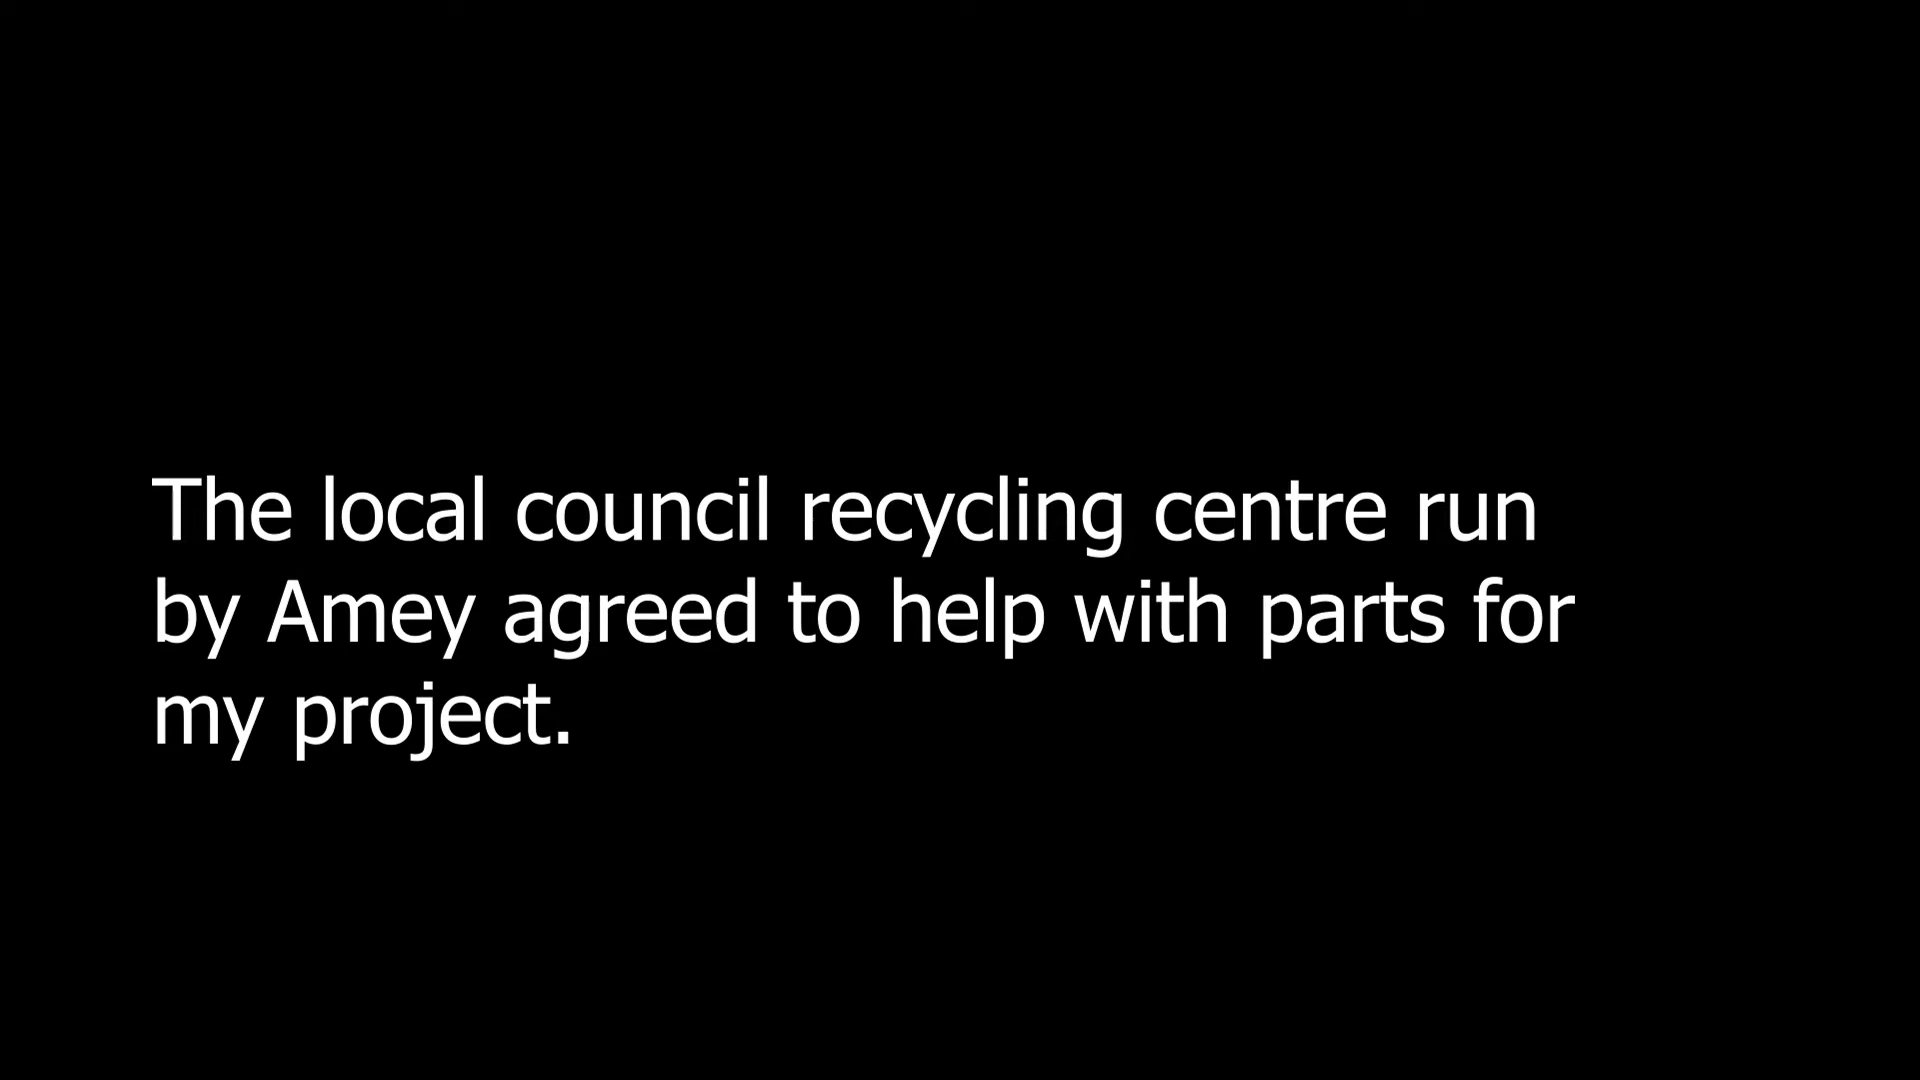 The local council recycling centre run
by Amey agreed to help with parts for
my project.